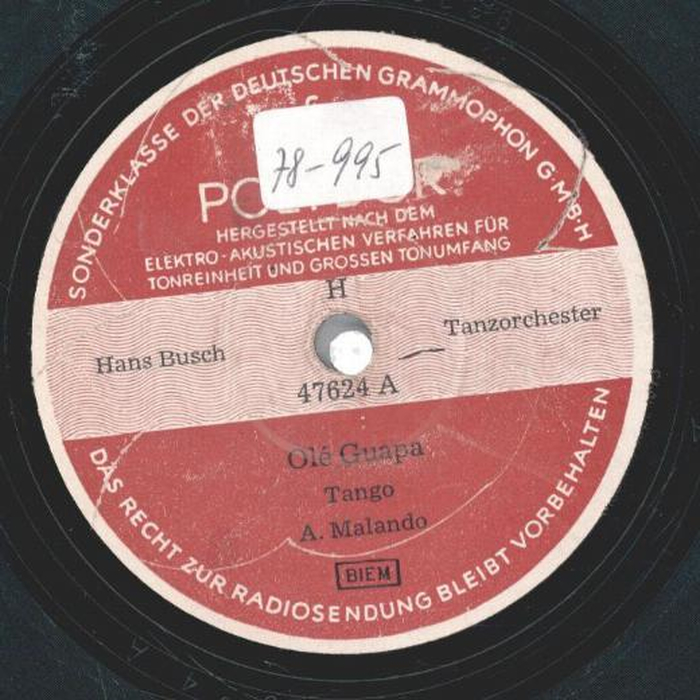 SONDERKLASSE DER DEUTSCHEN GRAMMOPHON G·M·B·H
78-995
HERGESTELLT NACH DEM
ELEKTRO-AKUSTISCHEN VERFAHREN FÜR
TONREINHEIT UND GROSSEN TONUMFANG
H
Hans Busch Tanzorchester
47624 A
Olé Guapa
Tango
A. Malando
BIEM
DAS RECHT ZUR RADIOSENDUNG BLEIBT VORBEHALTEN